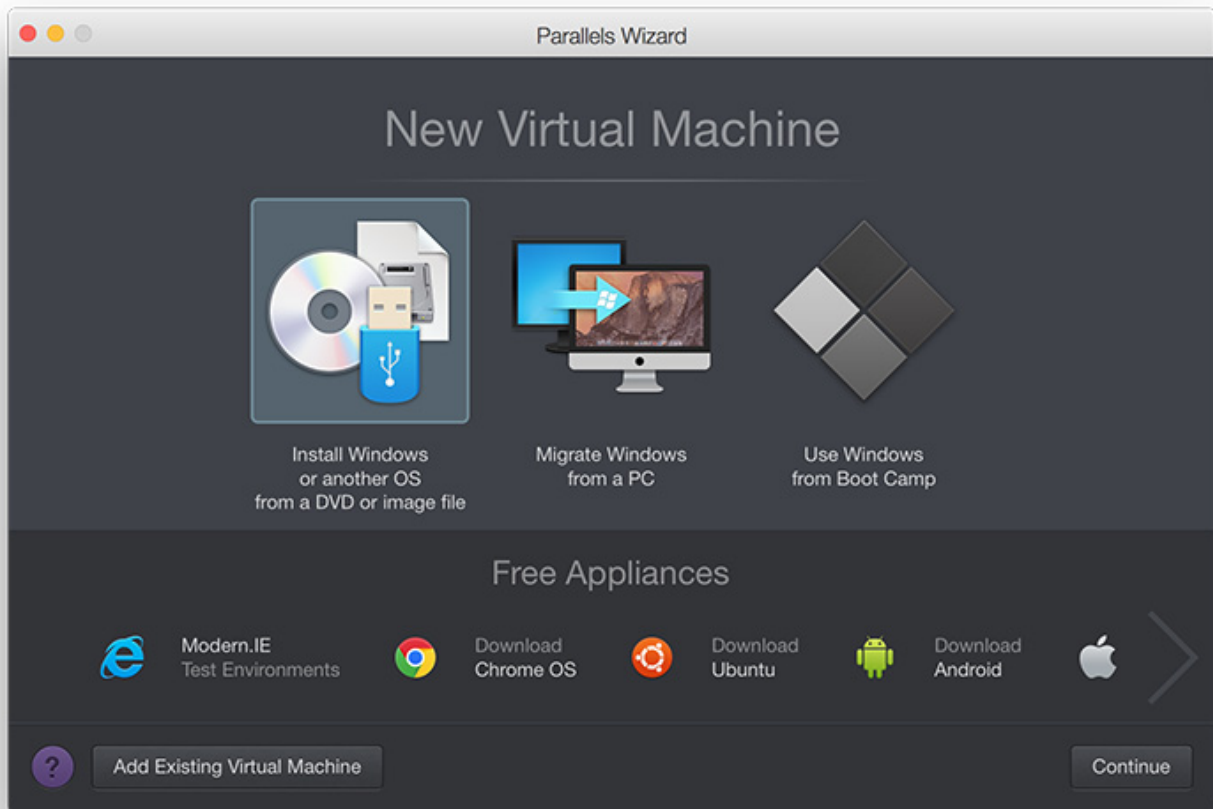 Parallels Wizard
New Virtual Machine
Install Windows
or another OS
from a DVD or image file
Migrate Windows
from a PC
Use Windows
from Boot Camp
Free Appliances
Modern.IE
Test Environments
Download
Chrome OS
Download
Ubuntu
Download
Android
?
Add Existing Virtual Machine
Continue